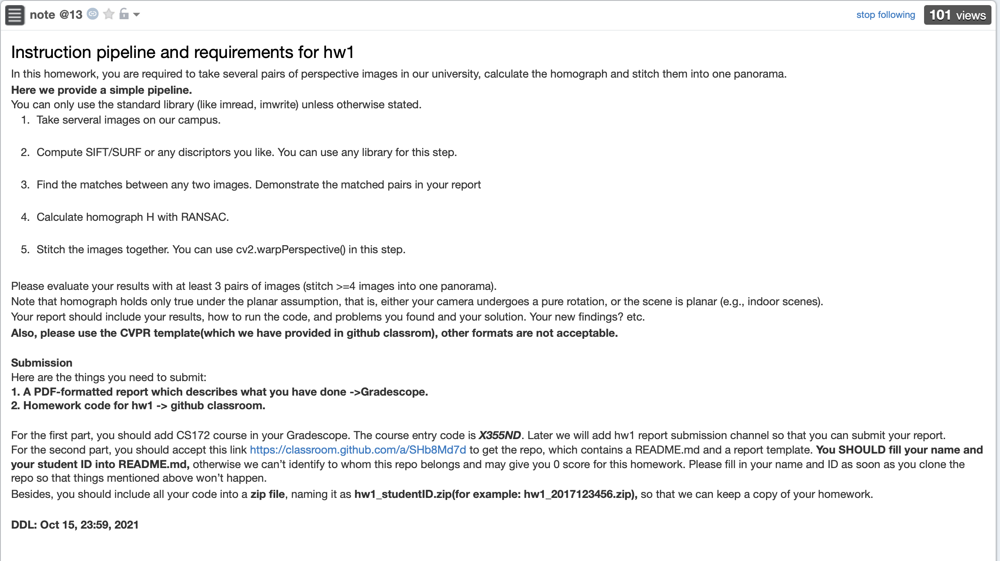 note @13
stop following
101 views
Instruction pipeline and requirements for hw1
In this homework, you are required to take several pairs of perspective images in our university, calculate the homograph and stitch them into one panorama.
Here we provide a simple pipeline.
You can only use the standard library (like imread, imwrite) unless otherwise stated.
1. Take serveral images on our campus.
2. Compute SIFT/SURF or any discriptors you like. You can use any library for this step.
3. Find the matches between any two images. Demonstrate the matched pairs in your report
4. Calculate homograph H with RANSAC.
5. Stitch the images together. You can use cv2.warpPerspective() in this step.
Please evaluate your results with at least 3 pairs of images (stitch >=4 images into one panorama).
Note that homograph holds only true under the planar assumption, that is, either your camera undergoes a pure rotation, or the scene is planar (e.g., indoor scenes).
Your report should include your results, how to run the code, and problems you found and your solution. Your new findings? etc.
Also, please use the CVPR template(which we have provided in github classrom), other formats are not acceptable.
Submission
Here are the things you need to submit:
1. A PDF-formatted report which describes what you have done ->Gradescope.
2. Homework code for hw1 -> github classroom.
For the first part, you should add CS172 course in your Gradescope. The course entry code is X355ND. Later we will add hw1 report submission channel so that you can submit your report.
For the second part, you should accept this link https://classroom.github.com/a/SHb8Md7d to get the repo, which contains a README.md and a report template. You SHOULD fill your name and
your student ID into README.md, otherwise we can't identify to whom this repo belongs and may give you 0 score for this homework. Please fill in your name and ID as soon as you clone the
repo so that things mentioned above won't happen.
Besides, you should include all your code into a zip file, naming it as hw1_studentID.zip(for example: hw1_2017123456.zip), so that we can keep a copy of your homework.
DDL: Oct 15, 23:59, 2021